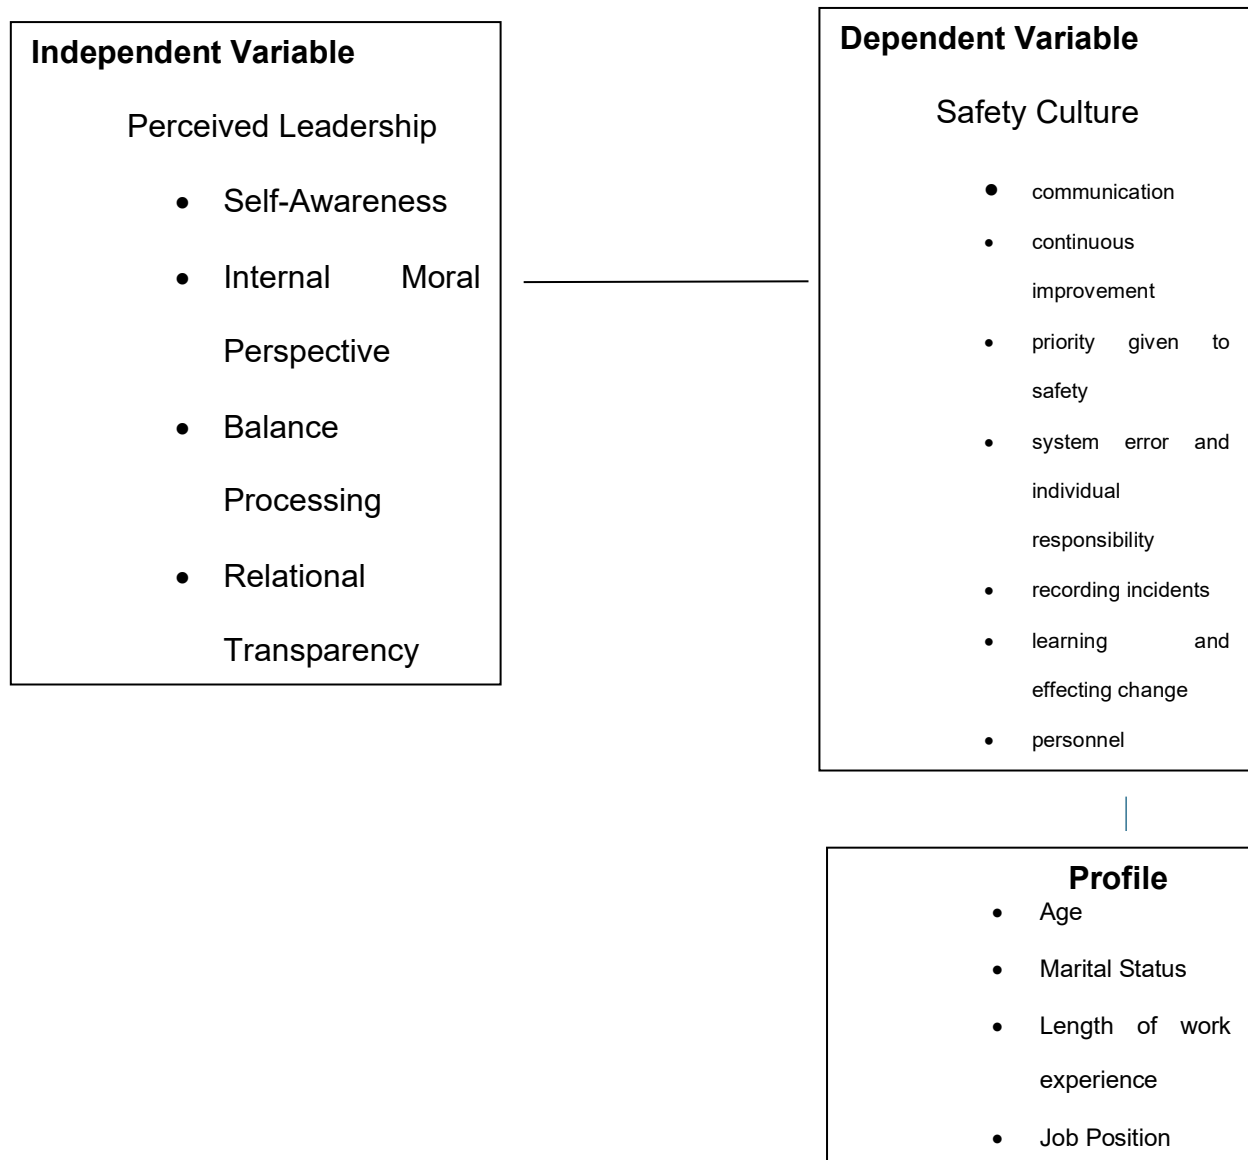 Independent Variable
Perceived Leadership
• Self-Awareness
• Internal Moral
Perspective
• Balance
Processing
• Relational
Transparency
Dependent Variable
Safety Culture
• communication
• continuous
improvement
• priority given to
safety
• system error and
individual
responsibility
• recording incidents
• learning and
effecting change
• personnel
Profile
• Age
• Marital Status
• Length of work
experience
• Job Position